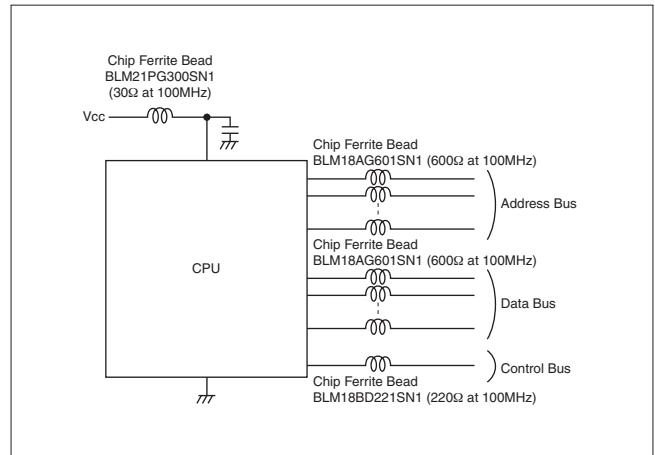 Chip Ferrite Bead
BLM21PG300SN1
(30Ω at 100MHz)
Vcc
Chip Ferrite Bead
BLM18AG601SN1 (600Ω at 100MHz)
Address Bus
Chip Ferrite Bead
BLM18AG601SN1 (600Ω at 100MHz)
CPU
Data Bus
Control Bus
Chip Ferrite Bead
BLM18BD221SN1 (220Ω at 100MHz)